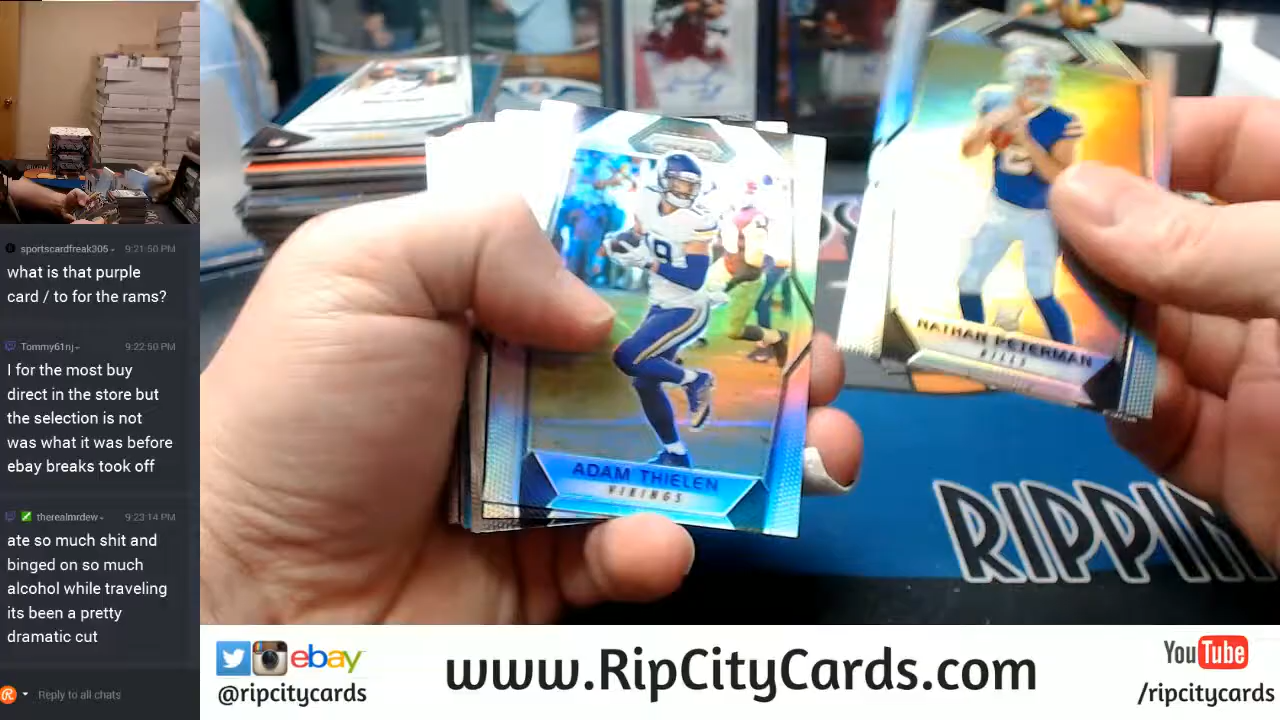 sportscardfreak305 9:21:50 PM
what is that purple
card / to for the rams?
Tommy61nj 9:22:50 PM
I for the most buy
direct in the store but
the selection is not
was what it was before
ebay breaks took off
therealmrdew 9:23:14 PM
ate so much shit and
binged on so much
alcohol while traveling
its been a pretty
dramatic cut
Reply to all chats
NATHAN PETERMAN
BILLS
ADAM THIELEN
VIKINGS
RIPPIN
ebay
@ripcitycards
www.RipCityCards.com
YouTube
/ripcitycards